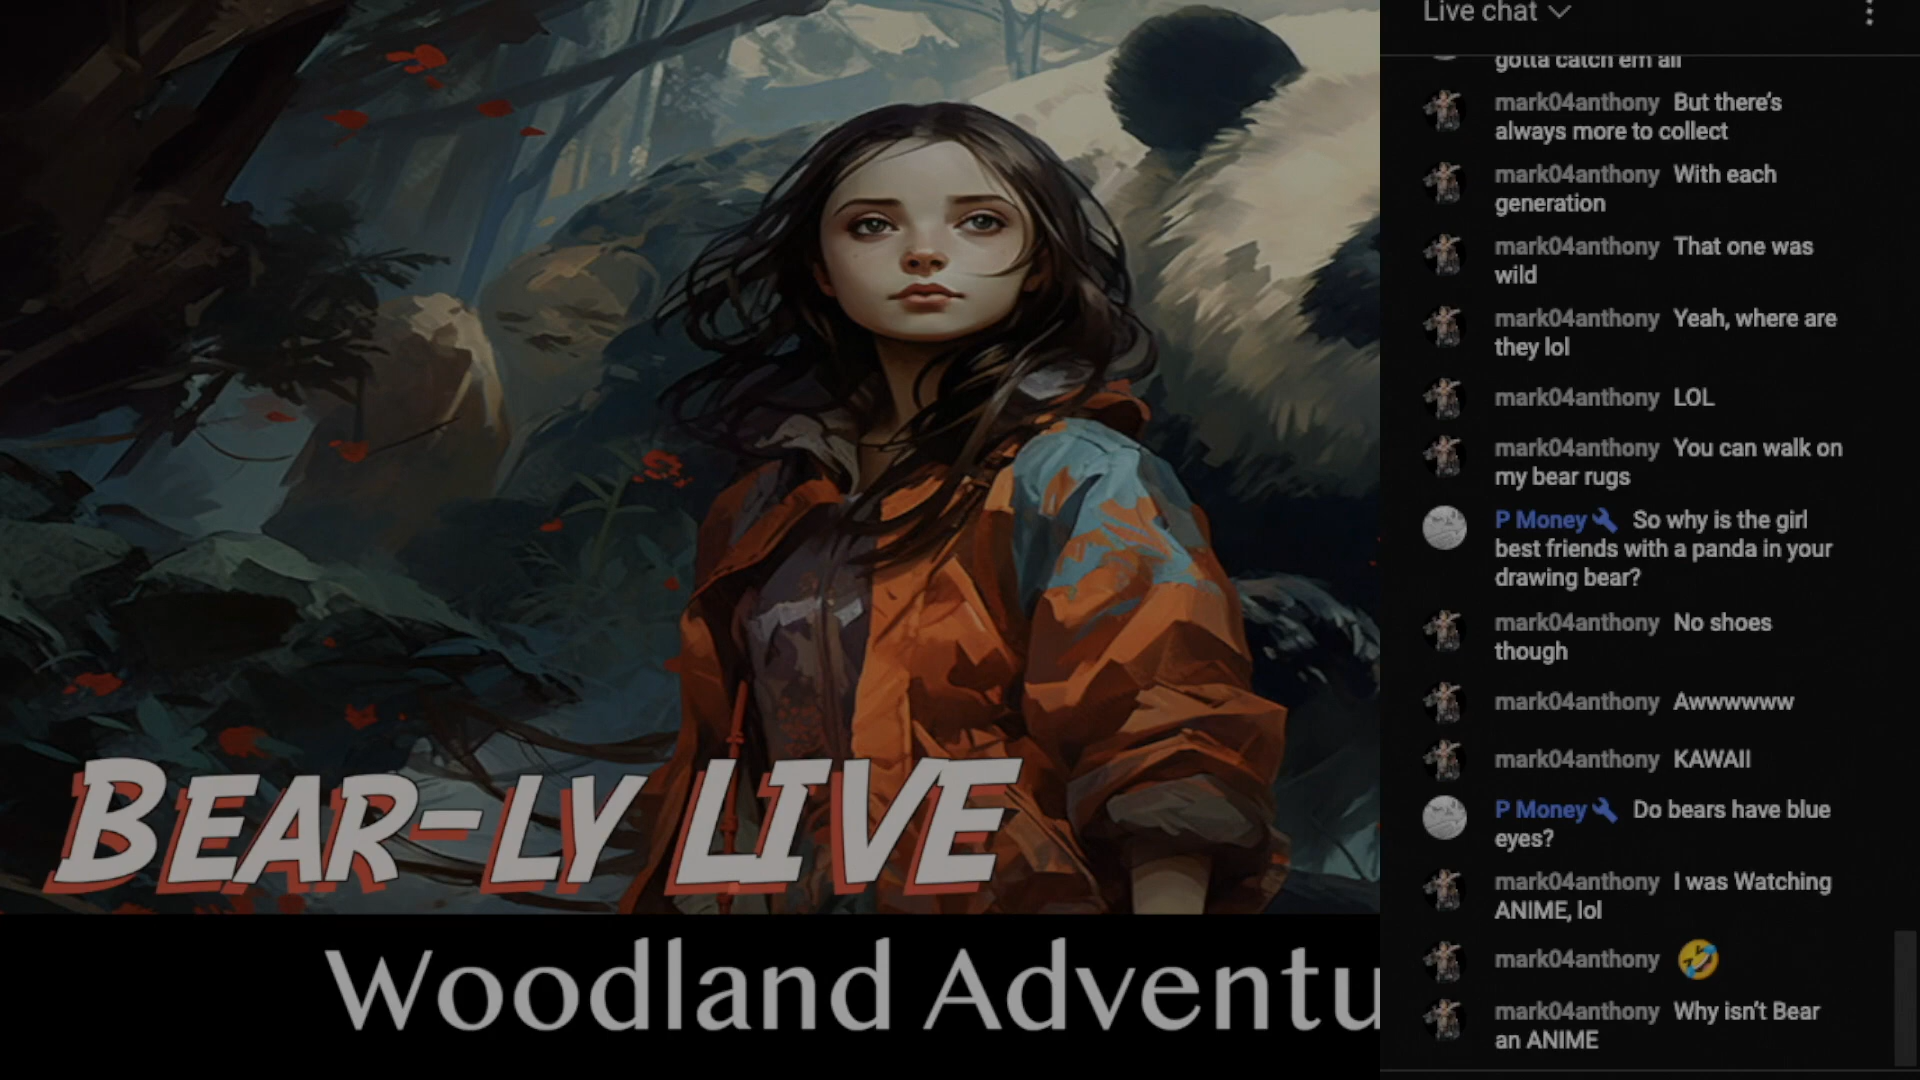 BEAR-LY LIVE
Woodland Adventu
Live chat
gotta catch em all
mark04anthony But there's
always more to collect
mark04anthony With each
generation
mark04anthony That one was
wild
mark04anthony Yeah, where are
they lol
mark04anthony LOL
mark04anthony You can walk on
my bear rugs
P Money So why is the girl
best friends with a panda in your
drawing bear?
mark04anthony No shoes
though
mark04anthony Awwwwww
mark04anthony KAWAII
P Money Do bears have blue
eyes?
mark04anthony I was Watching
ANIME, lol
mark04anthony 🤣
mark04anthony Why isn't Bear
an ANIME